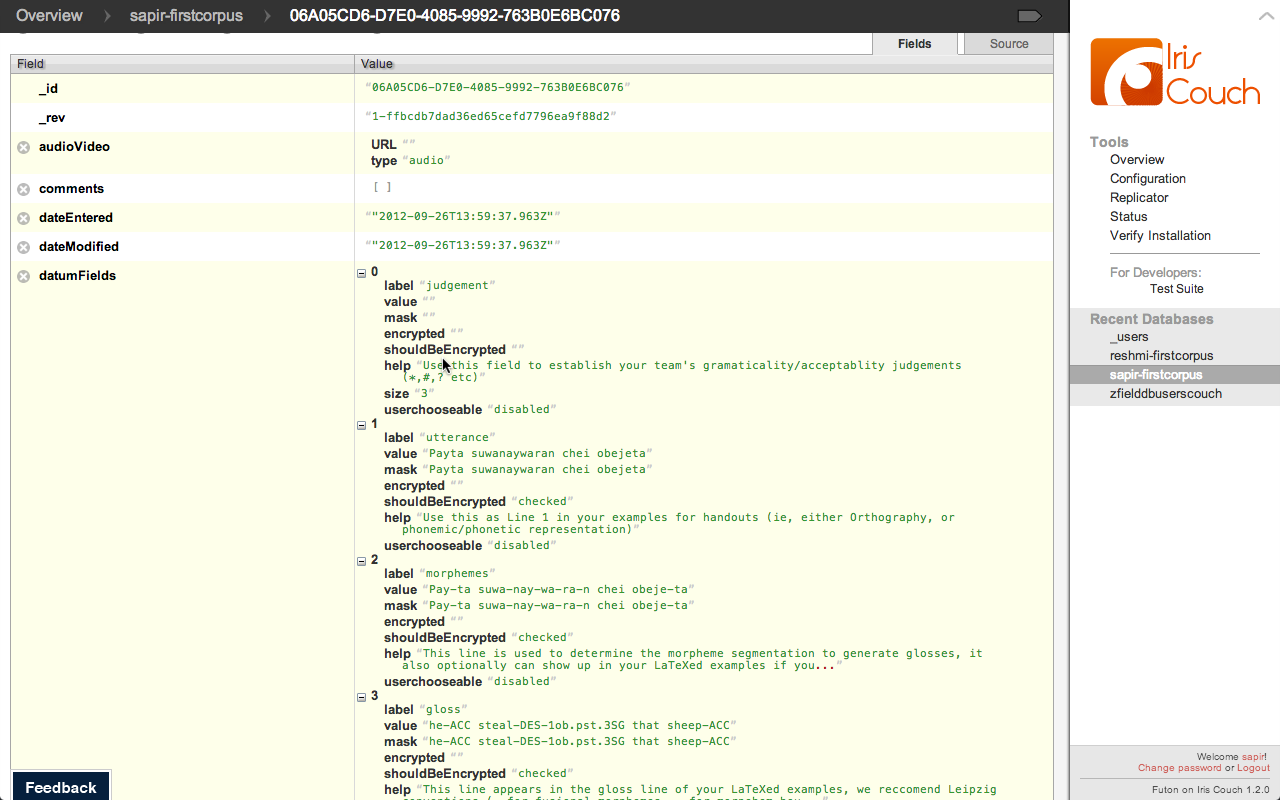 Overview sapir-firstcorpus 06A05CD6-D7E0-4085-9992-763B0E6BC076
Fields Source
Field Value
_id "06A05CD6-D7E0-4085-9992-763B0E6BC076"
_rev "1-ffbcdb7dad36ed65cefd7796ea9f88d2"
audioVideo
URL ""
type "audio"
comments [ ]
dateEntered ""2012-09-26T13:59:37.963Z""
dateModified ""2012-09-26T13:59:37.963Z""
datumFields
0
label "judgement"
value ""
mask ""
encrypted ""
shouldBeEncrypted ""
help "Use this field to establish your team's gramaticality/acceptablity judgements
(*,#,? etc)"
size "3"
userchooseable "disabled"
1
label "utterance"
value "Payta suwanaywaran chei obejeta"
mask "Payta suwanaywaran chei obejeta"
encrypted ""
shouldBeEncrypted "checked"
help "Use this as Line 1 in your examples for handouts (ie, either Orthography, or
phonemic/phonetic representation)"
userchooseable "disabled"
2
label "morphemes"
value "Pay-ta suwa-nay-wa-ra-n chei obeje-ta"
mask "Pay-ta suwa-nay-wa-ra-n chei obeje-ta"
encrypted ""
shouldBeEncrypted "checked"
help "This line is used to determine the morpheme segmentation to generate glosses, it
also optionally can show up in your LaTeXed examples if you..."
userchooseable "disabled"
3
label "gloss"
value "he-ACC steal-DES-1ob.pst.3SG that sheep-ACC"
mask "he-ACC steal-DES-1ob.pst.3SG that sheep-ACC"
encrypted ""
shouldBeEncrypted "checked"
help "This line appears in the gloss line of your LaTeXed examples, we reccomend Leipzig
Feedback
Iris
Couch
Tools
Overview
Configuration
Replicator
Status
Verify Installation
For Developers:
Test Suite
Recent Databases
_users
reshmi-firstcorpus
sapir-firstcorpus
zfielddbuserscouch
Welcome sapir!
Change password or Logout
Futon on Iris Couch 1.2.0